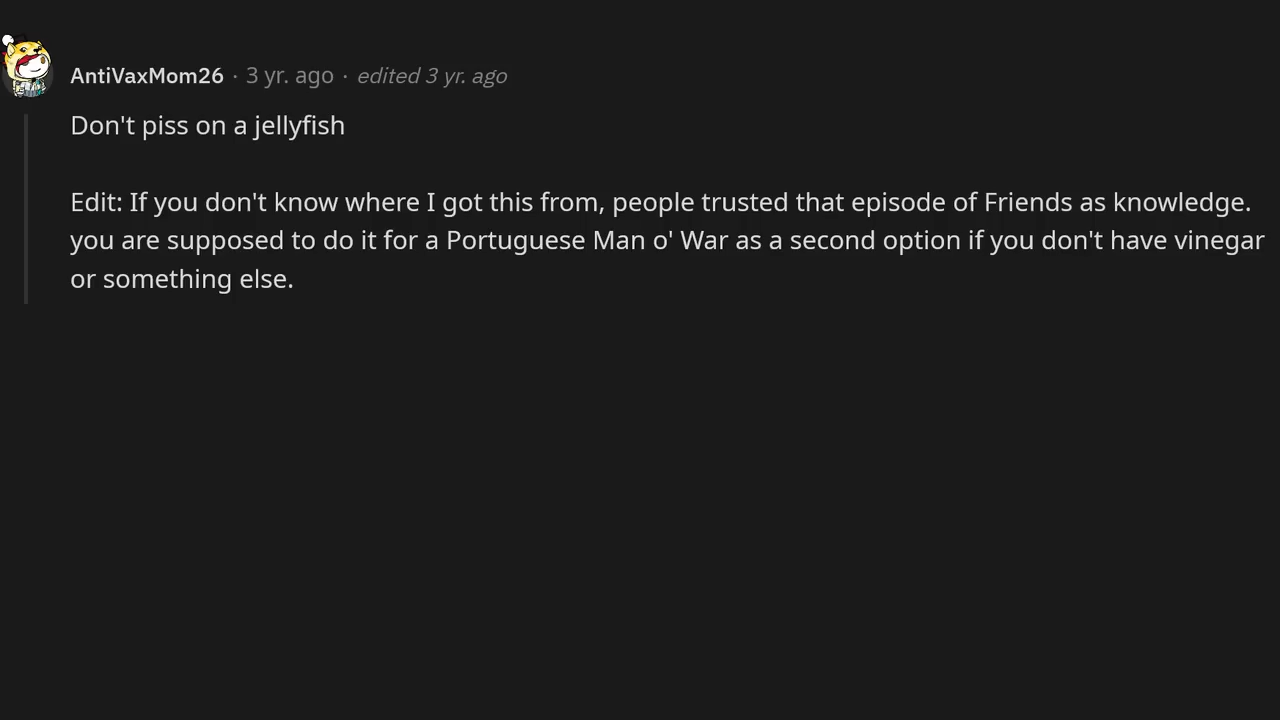 AntiVaxMom26 · 3 yr. ago · edited 3 yr. ago
Don't piss on a jellyfish
Edit: If you don't know where I got this from, people trusted that episode of Friends as knowledge.
you are supposed to do it for a Portuguese Man o' War as a second option if you don't have vinegar
or something else.